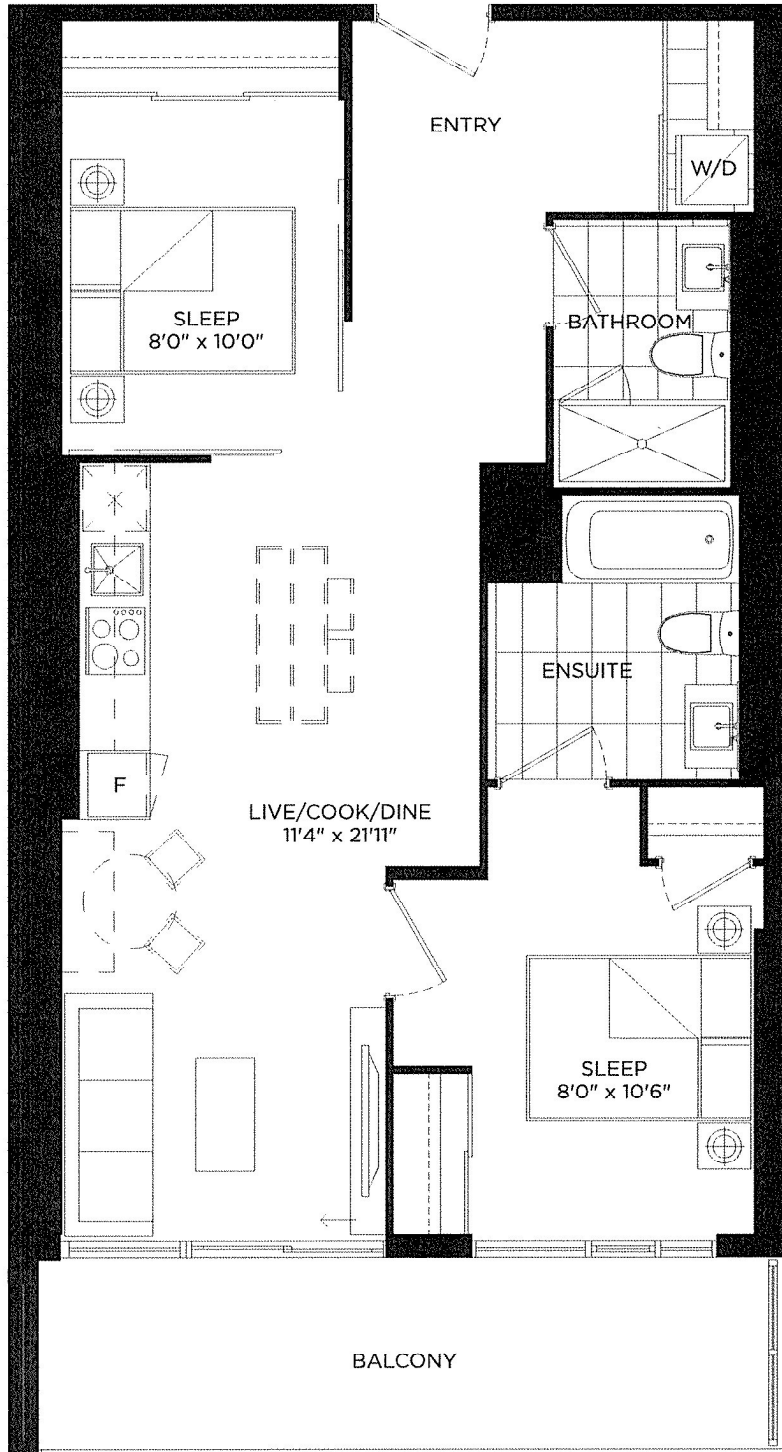 ENTRY
W/D
BATHROOM
SLEEP
8'0" x 10'0"
ENSUITE
F
LIVE/COOK/DINE
11'4" x 21'11"
SLEEP
8'0" x 10'6"
BALCONY